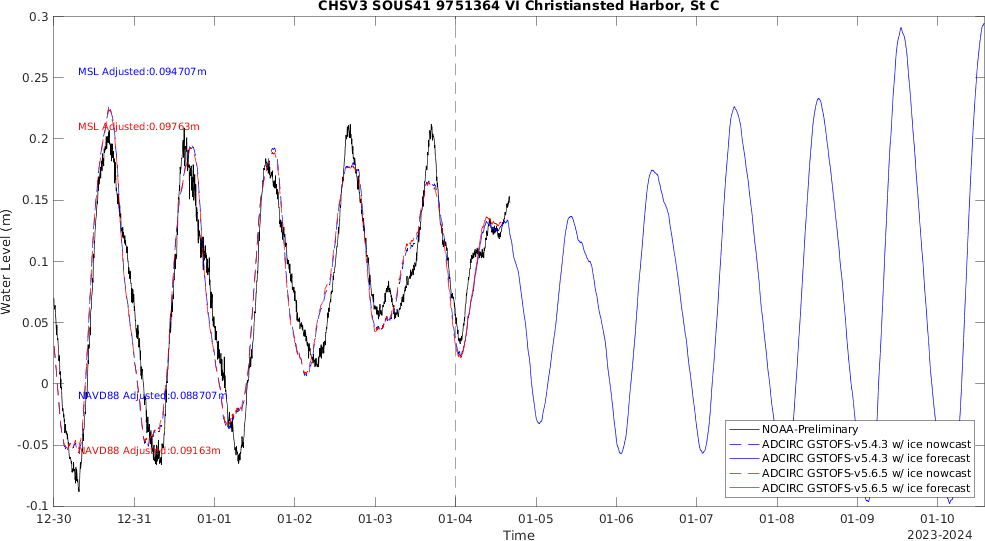 CHSV3 SOUS41 9751364 VI Christiansted Harbor, St C
0.3
0.25
0.2
0.15
0.1
0.05
0
-0.05
-0.1
Water Level (m)
MSL Adjusted:0.094707m
MSL Adjusted:0.09763m
NAVD88 Adjusted:0.088707m
NAVD88 Adjusted:0.09163m
NOAA-Preliminary
ADCIRC GSTOFS-v5.4.3 w/ ice nowcast
ADCIRC GSTOFS-v5.4.3 w/ ice forecast
ADCIRC GSTOFS-v5.6.5 w/ ice nowcast
ADCIRC GSTOFS-v5.6.5 w/ ice forecast
12-30 12-31 01-01 01-02 01-03 01-04 01-05 01-06 01-07 01-08 01-09 01-10
Time
2023-2024